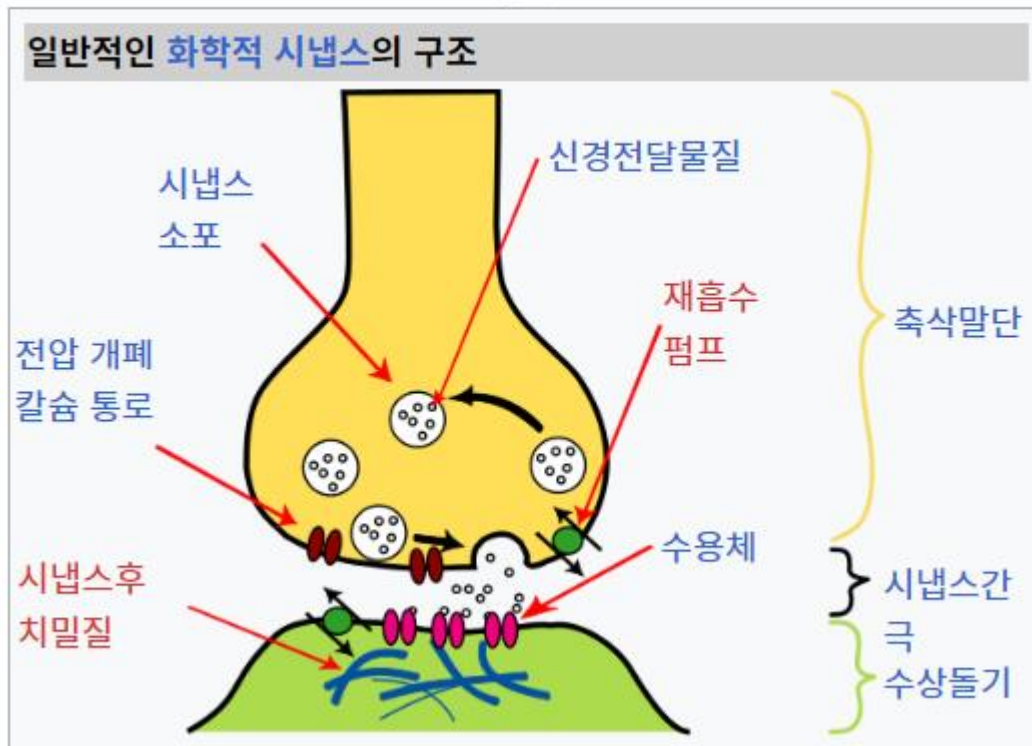 일반적인 화학적 시냅스의 구조
시냅스
소포
신경전달물질
재흡수
펌프
축삭말단
전압 개폐
칼슘 통로
수용체
시냅스후
치밀질
시냅스간
극
수상돌기